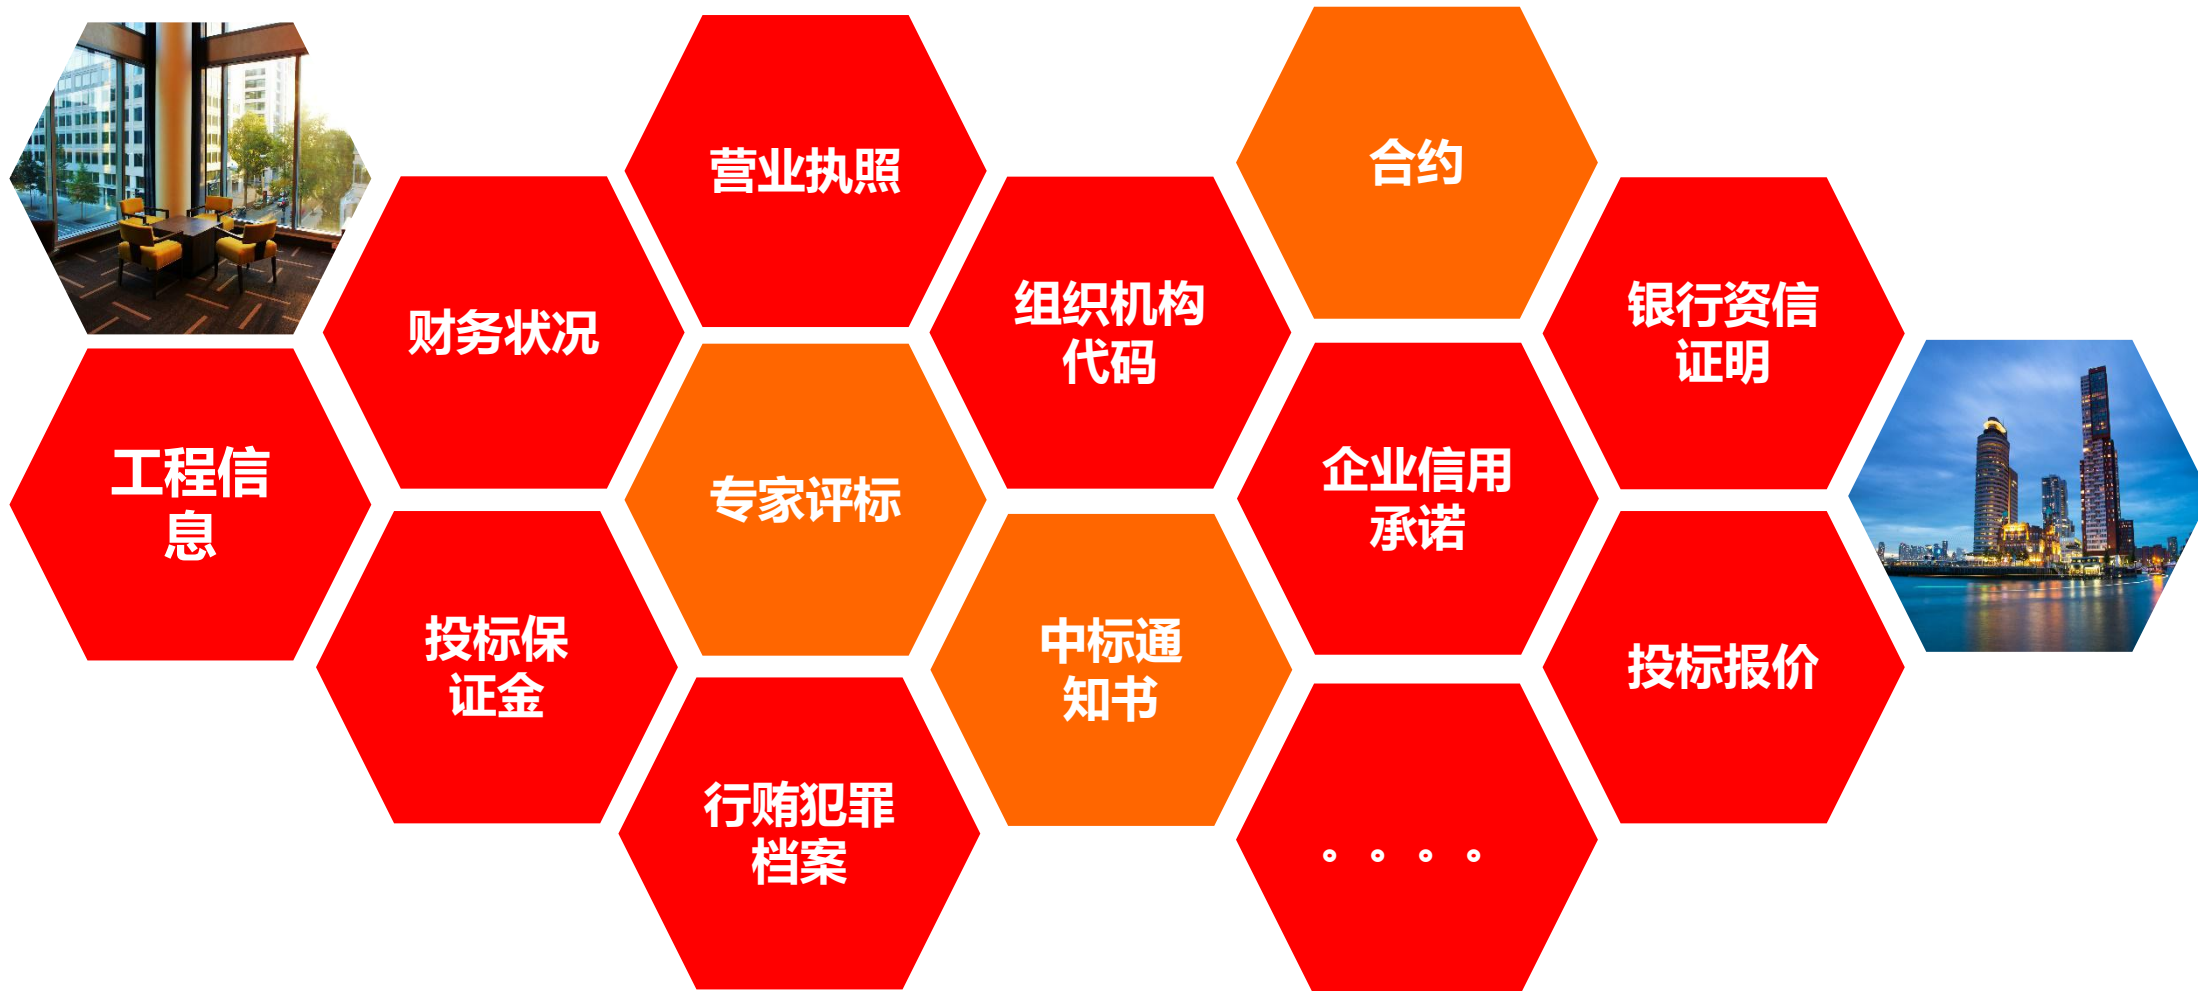 营业执照
合约
财务状况
组织机构
代码
银行资信
证明
工程信
息
专家评标
企业信用
承诺
投标保
证金
中标通
知书
投标报价
行贿犯罪
档案
。。。。